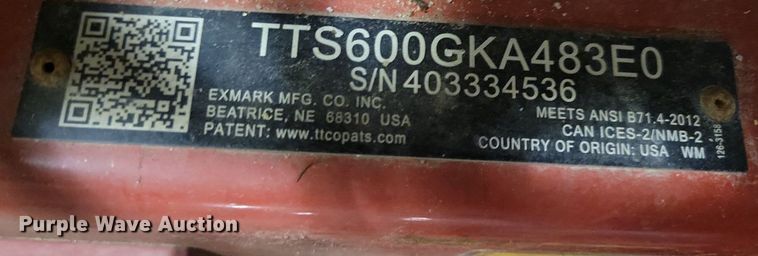 TTS600GKA483E0
S/N 403334536
EXMARK MFG. CO. INC.
BEATRICE, NE 68310 USA
PATENT: www.ttcopats.com
MEETS ANSI B71.4-2012
CAN ICES-2/NMB-2
COUNTRY OF ORIGIN: USA WM
126-3158
Purple Wave Auction